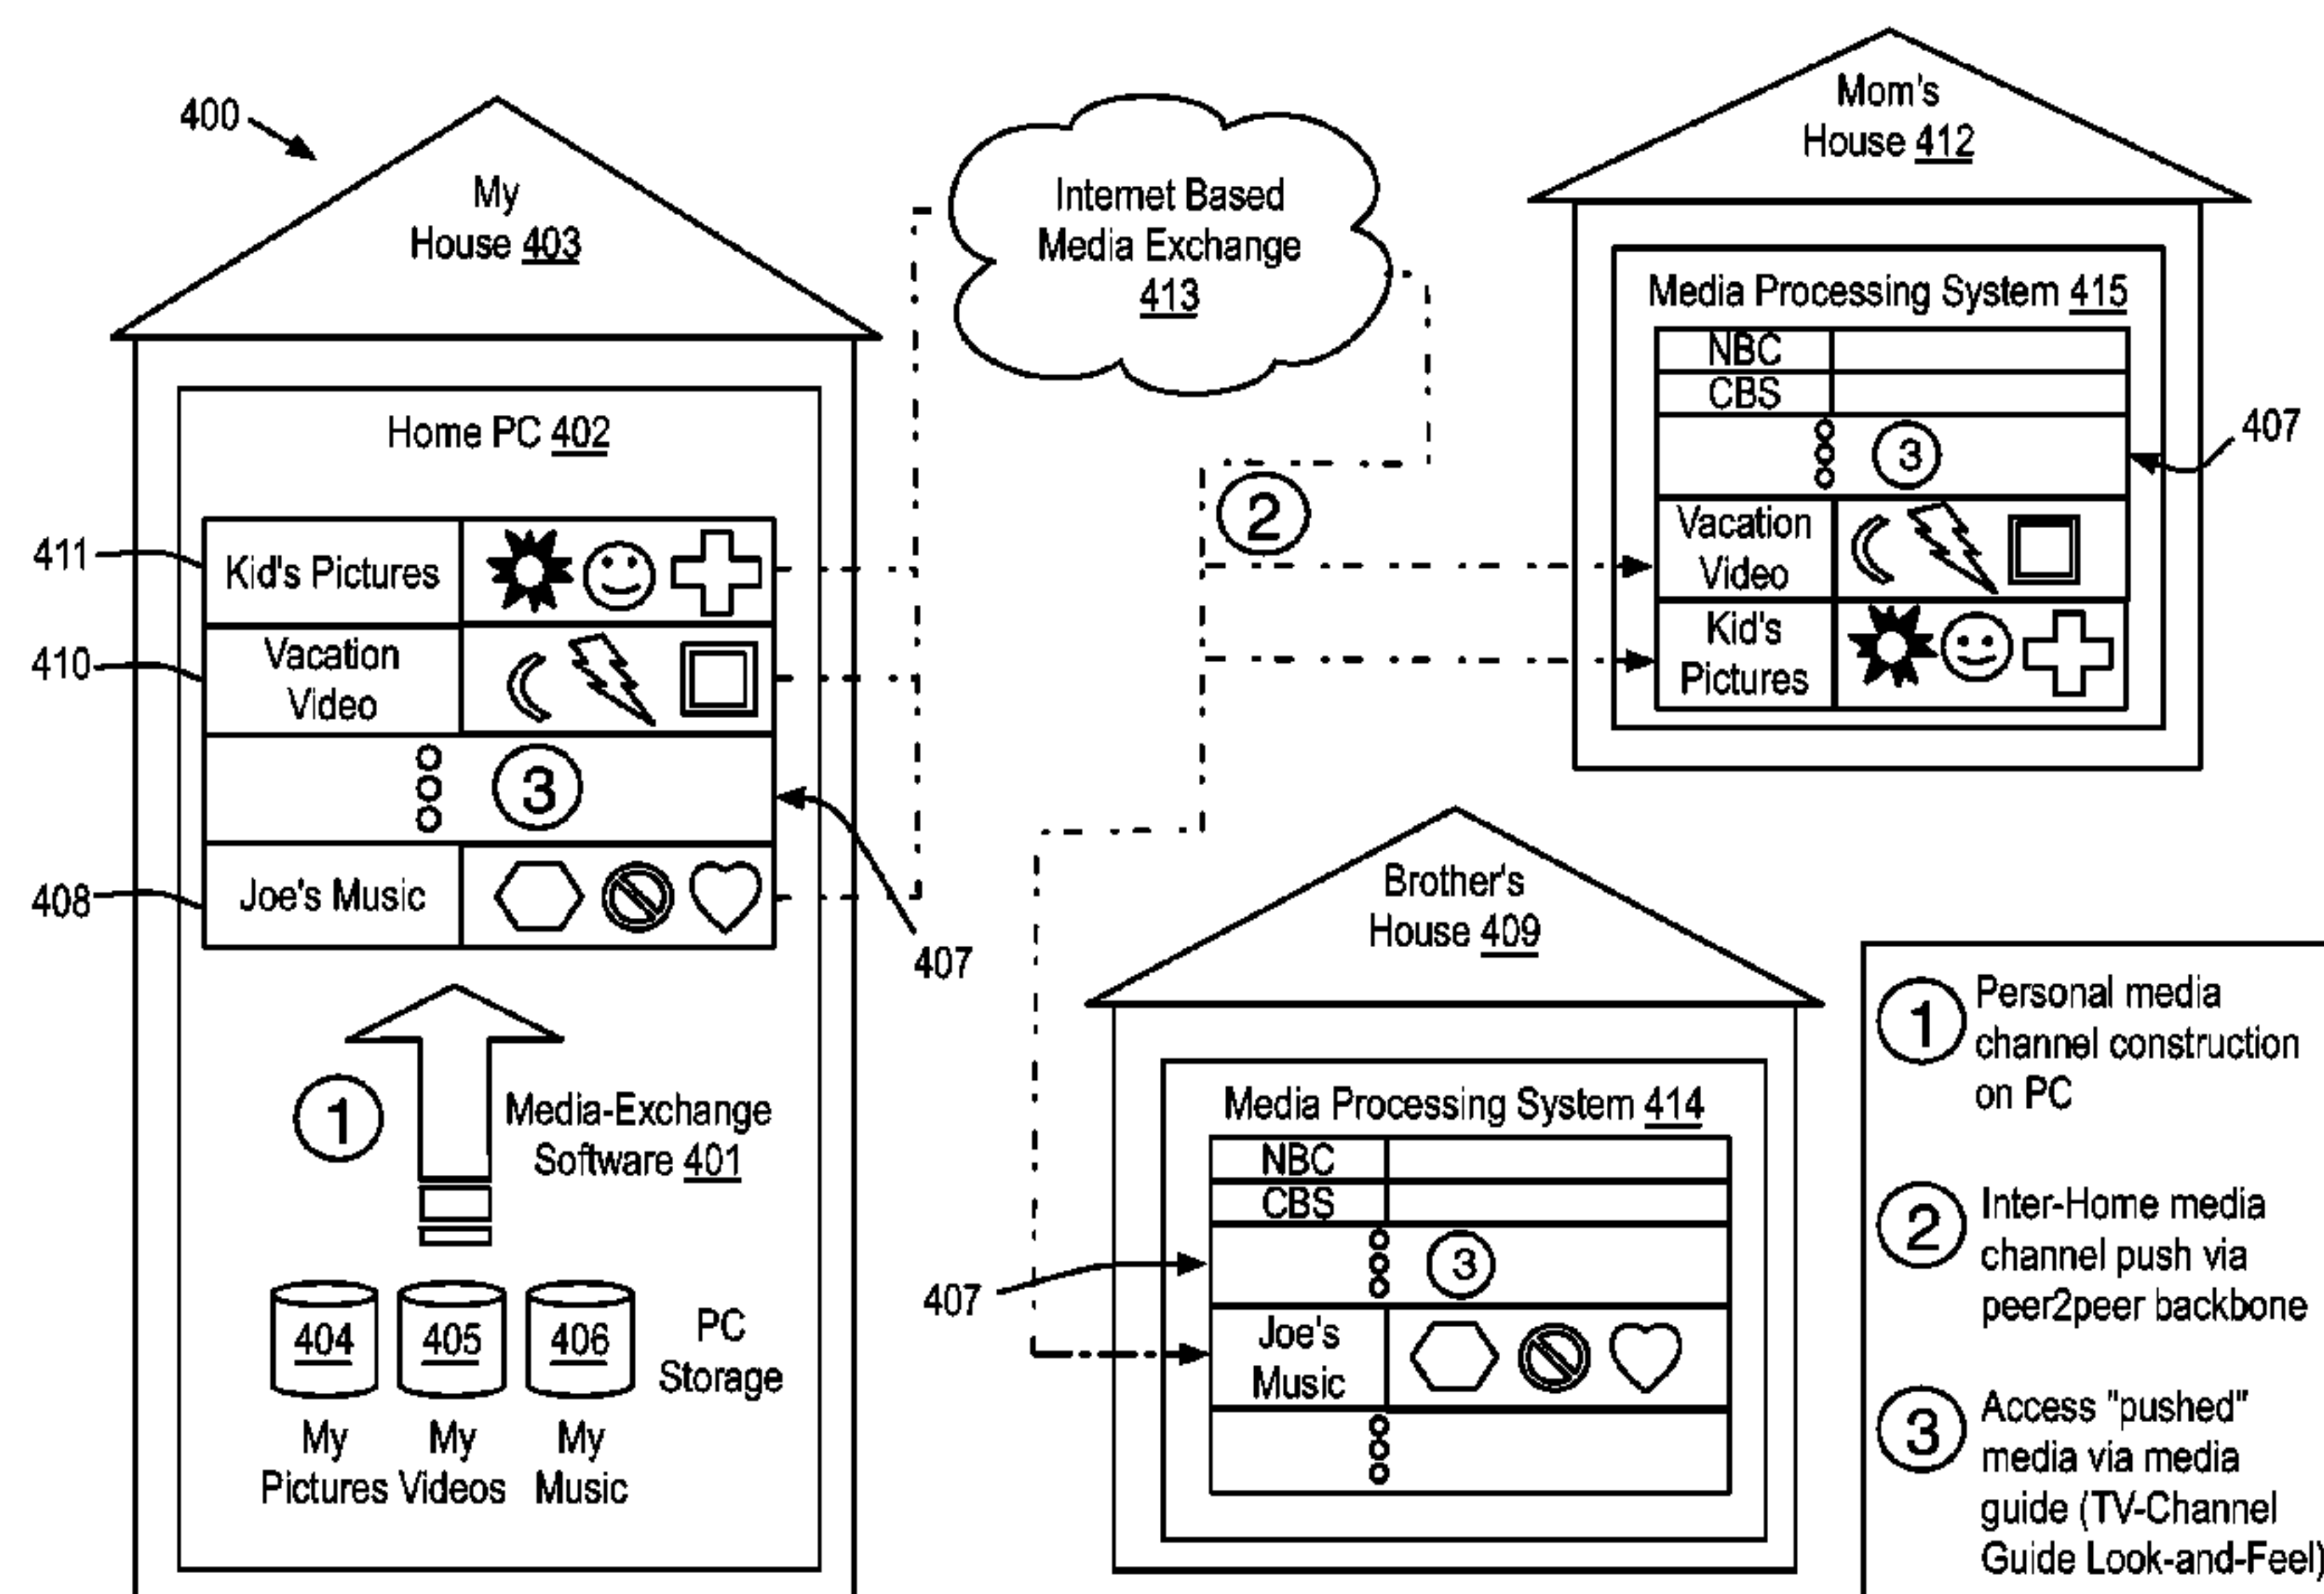 400
My
House 403
Home PC 402
411
Kid's Pictures
410
Vacation
Video
3
408
Joe's Music
407
1
Media-Exchange
Software 401
404
405
406
PC
Storage
My
Pictures
My
Videos
My
Music
Internet Based
Media Exchange
413
2
Mom's
House 412
Media Processing System 415
NBC
CBS
3
407
Vacation
Video
Kid's
Pictures
Brother's
House 409
Media Processing System 414
NBC
CBS
3
407
Joe's
Music
1 Personal media
channel construction
on PC
2 Inter-Home media
channel push via
peer2peer backbone
3 Access "pushed"
media via media
guide (TV-Channel
Guide Look-and-Feel)